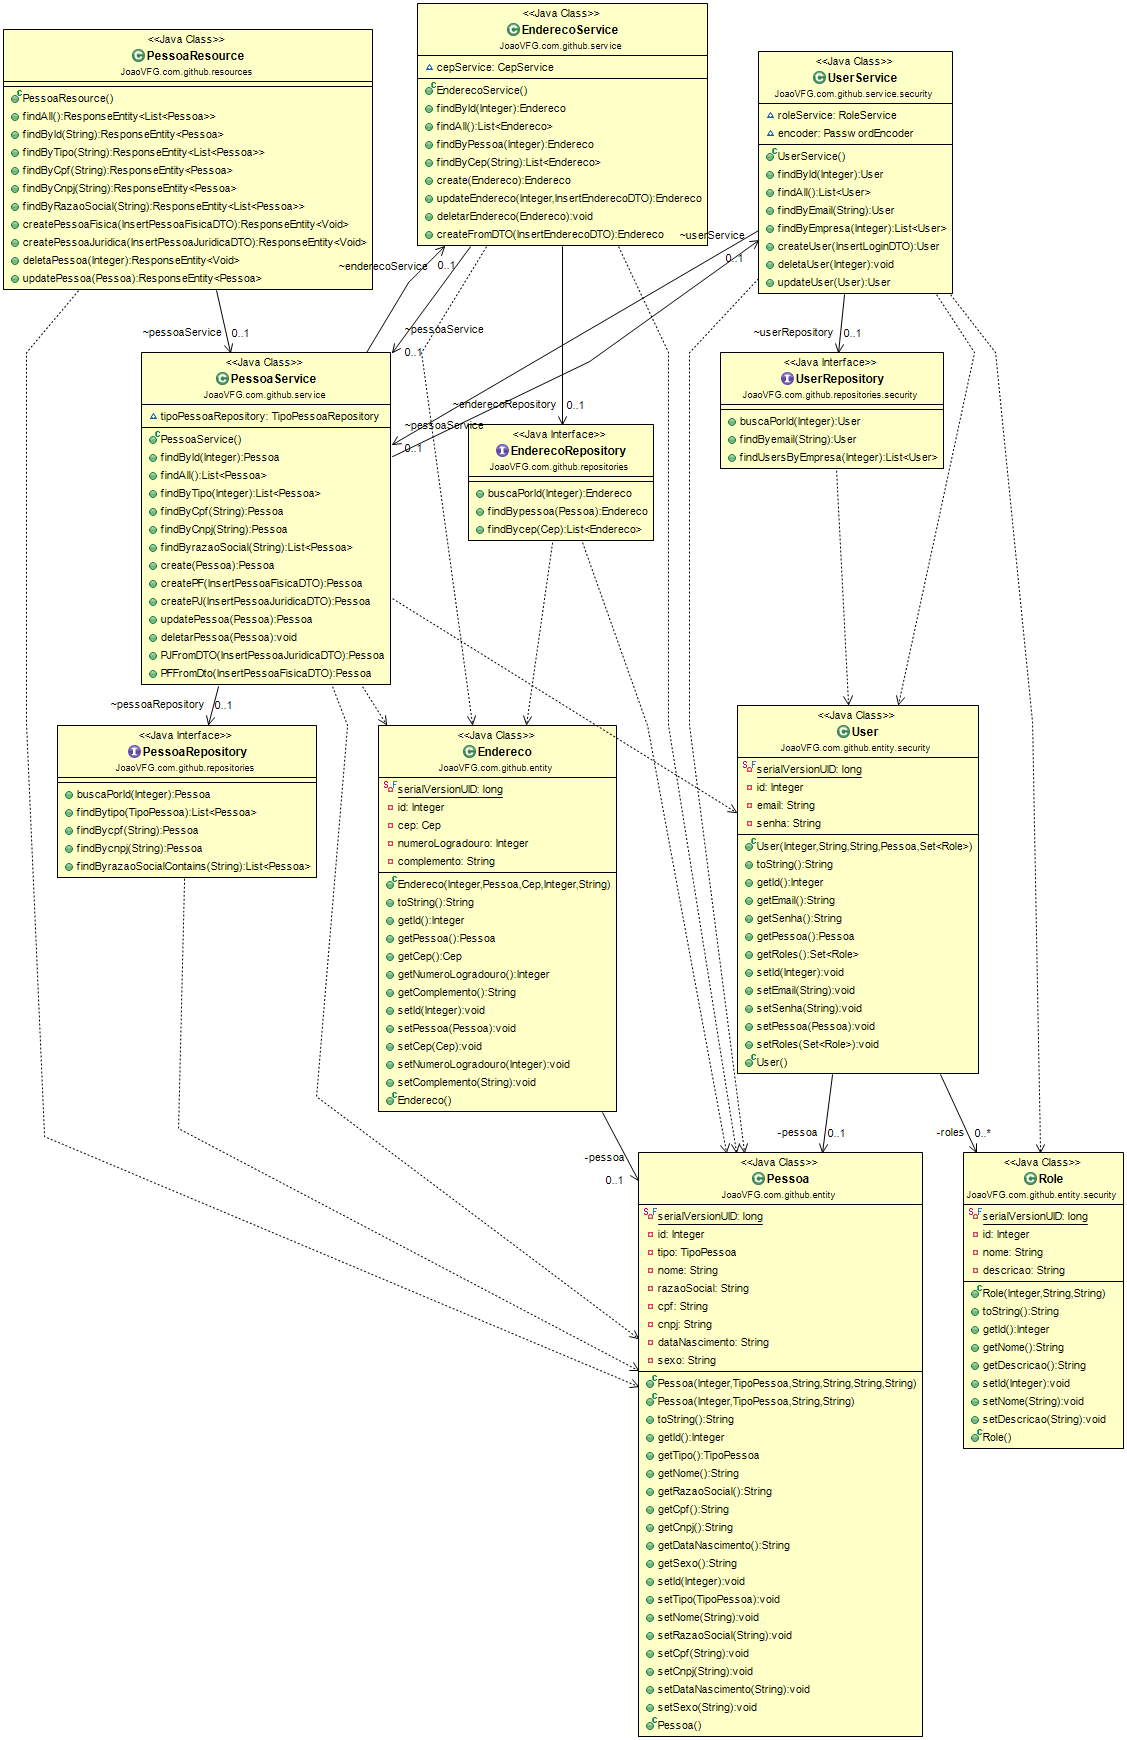 <<Java Class>>
PessoaResource
JoaoVFG.com.github.resources
PessoaResource()
findAll():ResponseEntity<List<Pessoa>>
findById(String):ResponseEntity<Pessoa>
findByTipo(String):ResponseEntity<List<Pessoa>>
findByCpf(String):ResponseEntity<Pessoa>
findByCnpj(String):ResponseEntity<Pessoa>
findByRazaoSocial(String):ResponseEntity<List<Pessoa>>
createPessoaFisica(InsertPessoaFisicaDTO):ResponseEntity<Void>
createPessoaJuridica(InsertPessoaJuridicaDTO):ResponseEntity<Void>
deletaPessoa(Integer):ResponseEntity<Void>
updatePessoa(Pessoa):ResponseEntity<Pessoa>
<<Java Class>>
EnderecoService
JoaoVFG.com.github.service
cepService: CepService
EnderecoService()
findById(Integer):Endereco
findAll():List<Endereco>
findByPessoa(Integer):Endereco
findByCep(String):List<Endereco>
create(Endereco):Endereco
updateEndereco(Integer,InsertEnderecoDTO):Endereco
deletarEndereco(Endereco):void
createFromDTO(InsertEnderecoDTO):Endereco
<<Java Class>>
UserService
JoaoVFG.com.github.service.security
roleService: RoleService
encoder: PasswordEncoder
UserService()
findById(Integer):User
findAll():List<User>
findByEmail(String):User
findByEmpresa(Integer):List<User>
createUser(InsertLoginDTO):User
deletaUser(Integer):void
updateUser(User):User
~userService
0..1
~enderecoService
0..1
~pessoaService
0..1
~pessoaService
0..1
~userRepository
0..1
~enderecoRepository
0..1
~pessoaService
0..1
<<Java Class>>
PessoaService
JoaoVFG.com.github.service
tipoPessoaRepository: TipoPessoaRepository
PessoaService()
findById(Integer):Pessoa
findAll():List<Pessoa>
findByTipo(Integer):List<Pessoa>
findByCpf(String):Pessoa
findByCnpj(String):Pessoa
findByrazaoSocial(String):List<Pessoa>
create(Pessoa):Pessoa
createPF(InsertPessoaFisicaDTO):Pessoa
createPJ(InsertPessoaJuridicaDTO):Pessoa
updatePessoa(Pessoa):Pessoa
deletarPessoa(Pessoa):void
PJFromDTO(InsertPessoaJuridicaDTO):Pessoa
PFFromDto(InsertPessoaFisicaDTO):Pessoa
<<Java Interface>>
EnderecoRepository
JoaoVFG.com.github.repositories
buscaPorId(Integer):Endereco
findBypessoa(Pessoa):Endereco
findBycep(Cep):List<Endereco>
<<Java Interface>>
UserRepository
JoaoVFG.com.github.repositories.security
buscaPorId(Integer):User
findByemail(String):User
findUsersByEmpresa(Integer):List<User>
~pessoaRepository
0..1
<<Java Interface>>
PessoaRepository
JoaoVFG.com.github.repositories
buscaPorId(Integer):Pessoa
findBytipo(TipoPessoa):List<Pessoa>
findBycpf(String):Pessoa
findBycnpj(String):Pessoa
findByrazaoSocialContains(String):List<Pessoa>
<<Java Class>>
Endereco
JoaoVFG.com.github.entity
serialVersionUID: long
id: Integer
cep: Cep
numeroLogradouro: Integer
complemento: String
Endereco(Integer,Pessoa,Cep,Integer,String)
toString():String
getId():Integer
getPessoa():Pessoa
getCep():Cep
getNumeroLogradouro():Integer
getComplemento():String
setId(Integer):void
setPessoa(Pessoa):void
setCep(Cep):void
setNumeroLogradouro(Integer):void
setComplemento(String):void
Endereco()
<<Java Class>>
User
JoaoVFG.com.github.entity.security
serialVersionUID: long
id: Integer
email: String
senha: String
User(Integer,String,String,Pessoa,Set<Role>)
toString():String
getId():Integer
getEmail():String
getSenha():String
getPessoa():Pessoa
getRoles():Set<Role>
setId(Integer):void
setEmail(String):void
setSenha(String):void
setPessoa(Pessoa):void
setRoles(Set<Role>):void
User()
-pessoa
0..1
-pessoa
0..1
-roles
0..*
<<Java Class>>
Pessoa
JoaoVFG.com.github.entity
serialVersionUID: long
id: Integer
tipo: TipoPessoa
nome: String
razaoSocial: String
cpf: String
cnpj: String
dataNascimento: String
sexo: String
Pessoa(Integer,TipoPessoa,String,String,String,String)
Pessoa(Integer,TipoPessoa,String,String)
toString():String
getId():Integer
getTipo():TipoPessoa
getNome():String
getRazaoSocial():String
getCpf():String
getCnpj():String
getDataNascimento():String
getSexo():String
setId(Integer):void
setTipo(TipoPessoa):void
setNome(String):void
setRazaoSocial(String):void
setCpf(String):void
setCnpj(String):void
setDataNascimento(String):void
setSexo(String):void
Pessoa()
<<Java Class>>
Role
JoaoVFG.com.github.entity.security
serialVersionUID: long
id: Integer
nome: String
descricao: String
Role(Integer,String,String)
toString():String
getId():Integer
getNome():String
getDescricao():String
setId(Integer):void
setNome(String):void
setDescricao(String):void
Role()